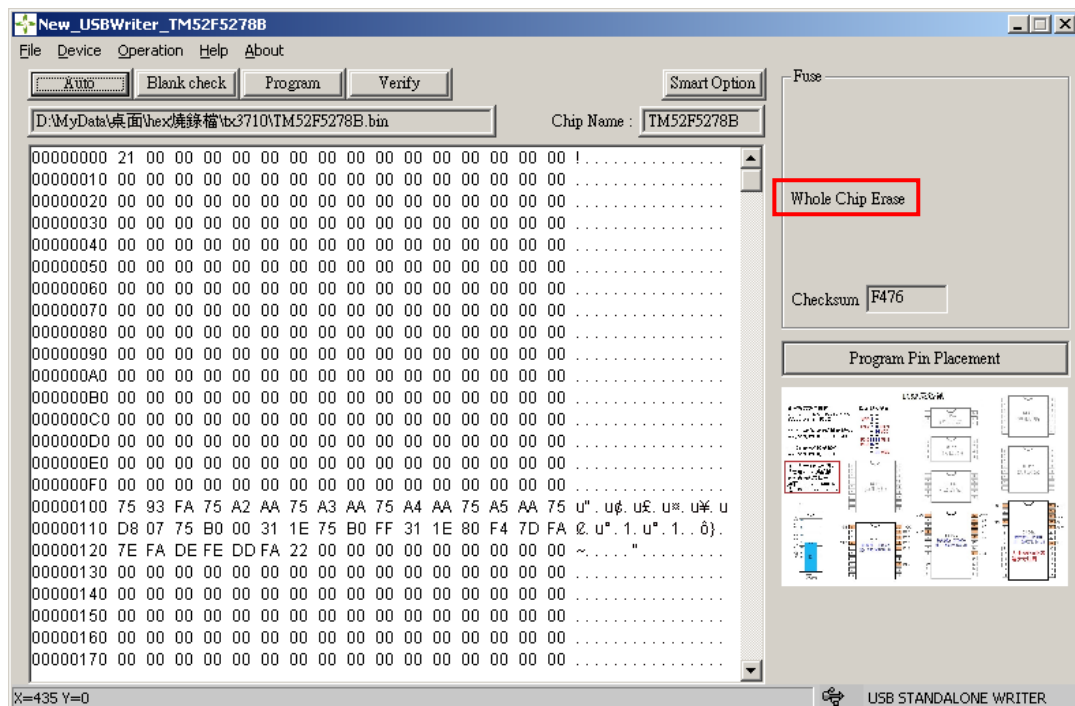 New_USBWriter_TM52F5278B
File Device Operation Help About
Auto Blank check Program Verify Smart Option
D:\MyData\桌面\hex燒錄檔\tx3710\TM52F5278B.bin Chip Name : TM52F5278B
00000000 21 00 00 00 00 00 00 00 00 00 00 00 00 00 00 00 !...............
00000010 00 00 00 00 00 00 00 00 00 00 00 00 00 00 00 00 ................
00000020 00 00 00 00 00 00 00 00 00 00 00 00 00 00 00 00 ................
00000030 00 00 00 00 00 00 00 00 00 00 00 00 00 00 00 00 ................
00000040 00 00 00 00 00 00 00 00 00 00 00 00 00 00 00 00 ................
00000050 00 00 00 00 00 00 00 00 00 00 00 00 00 00 00 00 ................
00000060 00 00 00 00 00 00 00 00 00 00 00 00 00 00 00 00 ................
00000070 00 00 00 00 00 00 00 00 00 00 00 00 00 00 00 00 ................
00000080 00 00 00 00 00 00 00 00 00 00 00 00 00 00 00 00 ................
00000090 00 00 00 00 00 00 00 00 00 00 00 00 00 00 00 00 ................
000000A0 00 00 00 00 00 00 00 00 00 00 00 00 00 00 00 00 ................
000000B0 00 00 00 00 00 00 00 00 00 00 00 00 00 00 00 00 ................
000000C0 00 00 00 00 00 00 00 00 00 00 00 00 00 00 00 00 ................
000000D0 00 00 00 00 00 00 00 00 00 00 00 00 00 00 00 00 ................
000000E0 00 00 00 00 00 00 00 00 00 00 00 00 00 00 00 00 ................
000000F0 00 00 00 00 00 00 00 00 00 00 00 00 00 00 00 00 ................
00000100 75 93 FA 75 A2 AA 75 A3 AA 75 A4 AA 75 A5 AA 75 u".u¢.u£.u¤.u¥.u
00000110 D8 07 75 B0 00 31 1E 75 B0 FF 31 1E 80 F4 7D FA Ø.u°.1.u°.1..ô}.
00000120 7E FA DE FE DD FA 22 00 00 00 00 00 00 00 00 00 ~.....".........
00000130 00 00 00 00 00 00 00 00 00 00 00 00 00 00 00 00 ................
00000140 00 00 00 00 00 00 00 00 00 00 00 00 00 00 00 00 ................
00000150 00 00 00 00 00 00 00 00 00 00 00 00 00 00 00 00 ................
00000160 00 00 00 00 00 00 00 00 00 00 00 00 00 00 00 00 ................
00000170 00 00 00 00 00 00 00 00 00 00 00 00 00 00 00 00 ................
Fuse
Whole Chip Erase
Checksum F476
Program Pin Placement
X=435 Y=0
USB STANDALONE WRITER